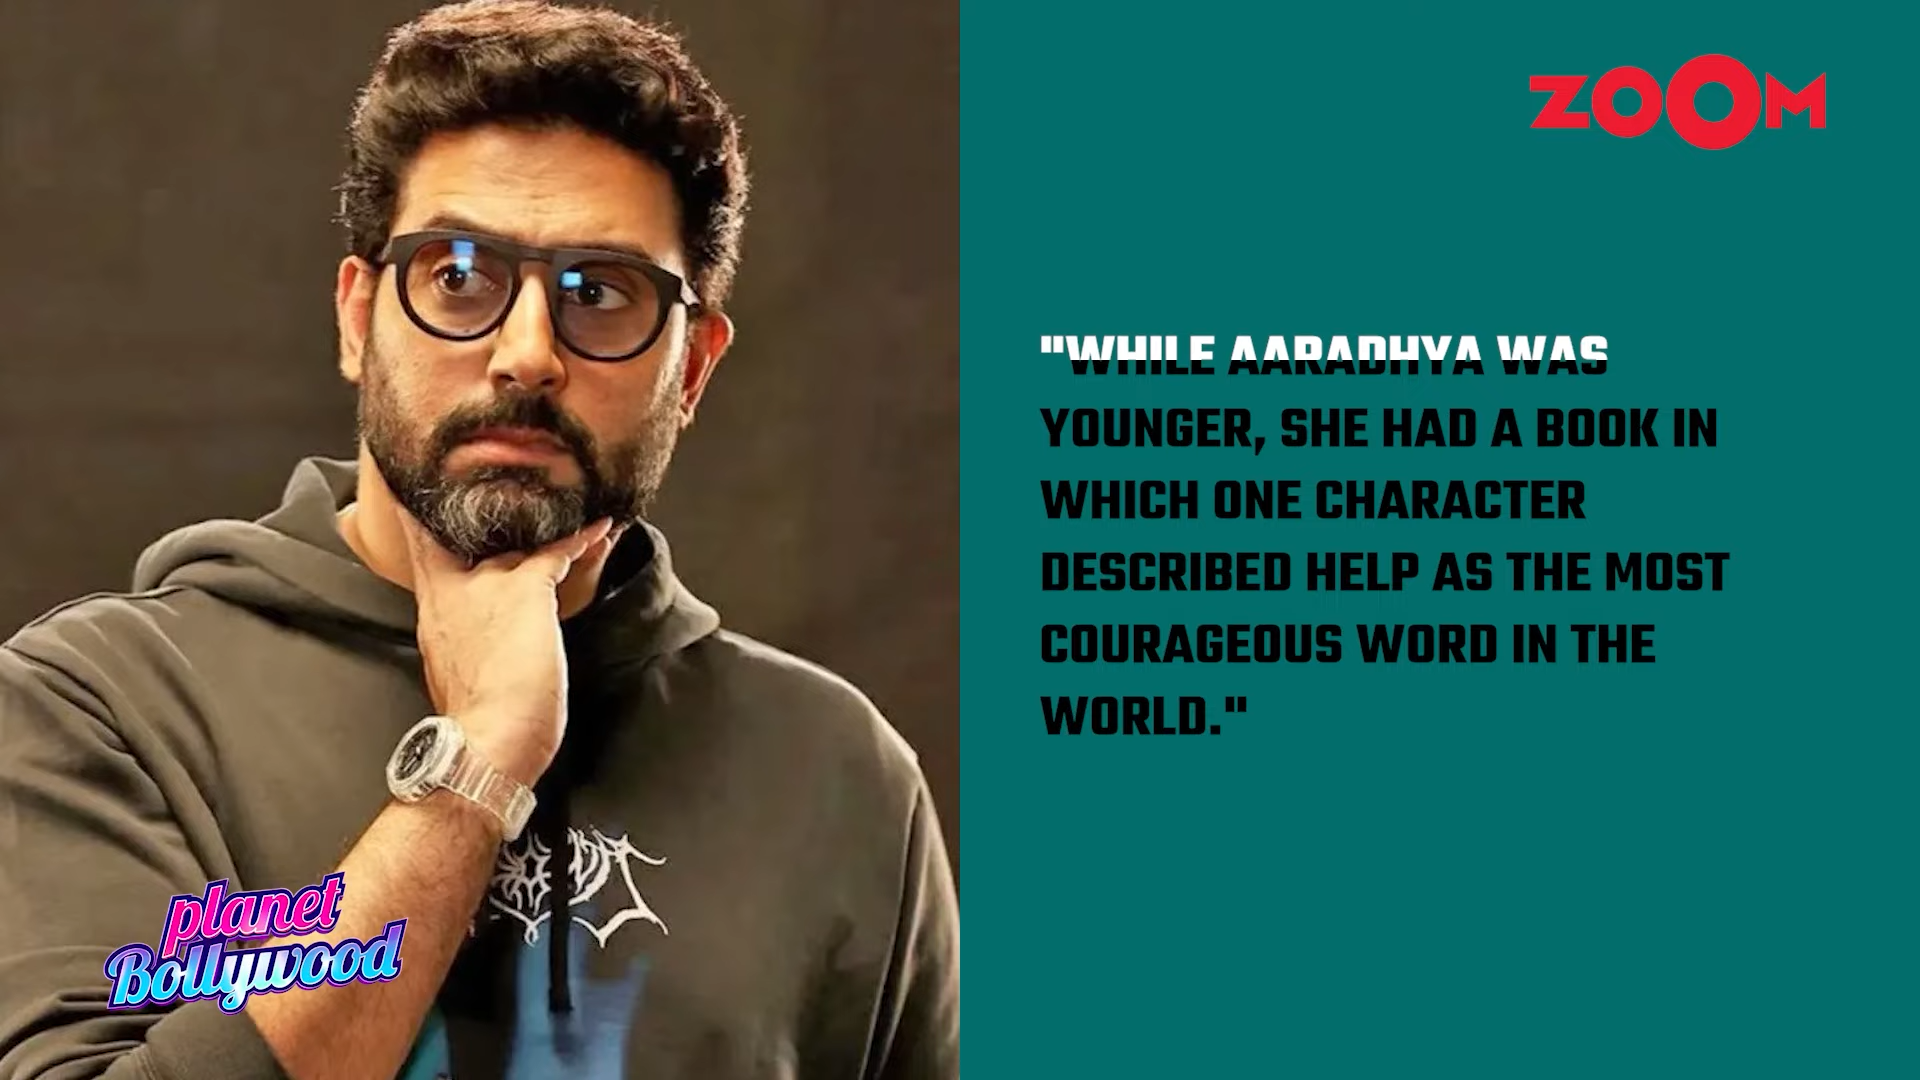 ZOOM
"WHILE AARADHYA WAS
YOUNGER, SHE HAD A BOOK IN
WHICH ONE CHARACTER
DESCRIBED HELP AS THE MOST
COURAGEOUS WORD IN THE
WORLD."
planet
Bollywood